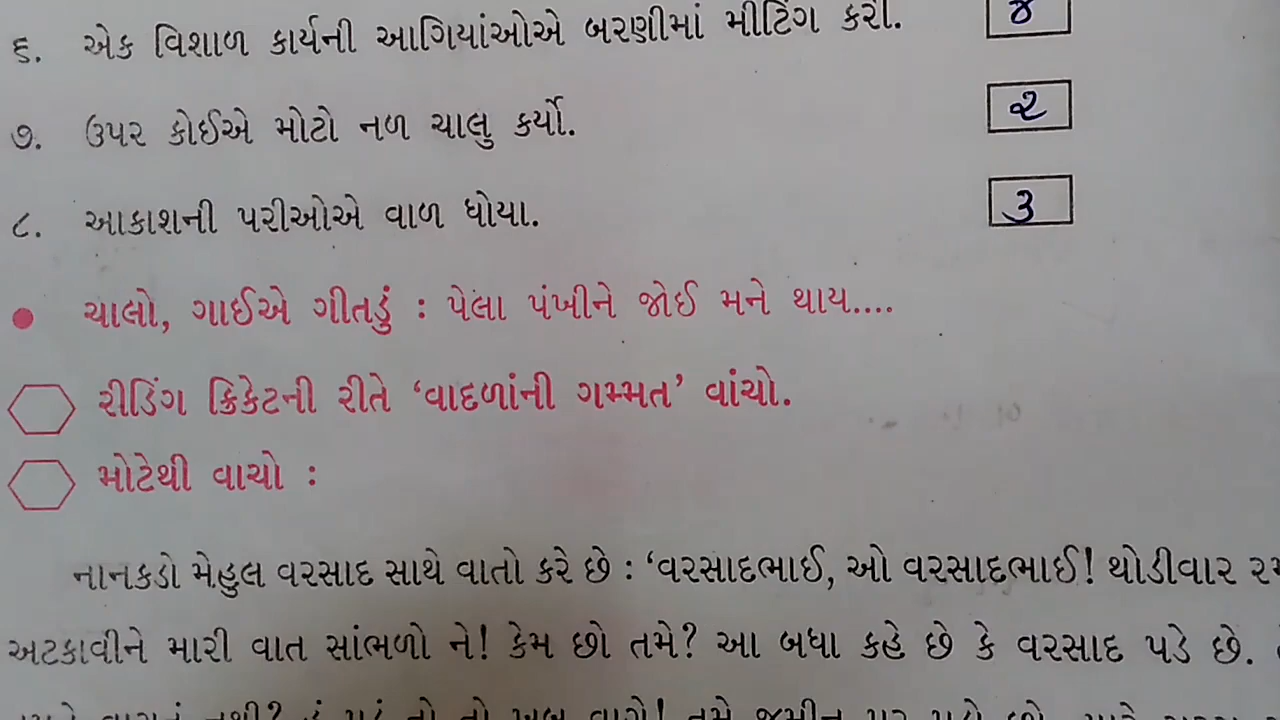 ૬. એક વિશાળ કાર્યની આગિયાંઓએ બરણીમાં મીટિંગ કરી. ૪
૭. ઉપર કોઈએ મોટો નળ ચાલુ કર્યો. ૨
૮. આકાશની પરીઓએ વાળ ધોયા. ૩
• ચાલો, ગાઈએ ગીતડું : પેલા પંખીને જોઈ મને થાય....
રીડિંગ ક્રિકેટની રીતે ‘વાદળાંની ગમ્મત’ વાંચો.
મોટેથી વાચો :
નાનકડો મેહુલ વરસાદ સાથે વાતો કરે છે : ‘વરસાદભાઈ, ઓ વરસાદભાઈ! થોડીવાર
અટકાવીને મારી વાત સાંભળો ને! કેમ છો તમે? આ બધા કહે છે કે વરસાદ પડે છે.